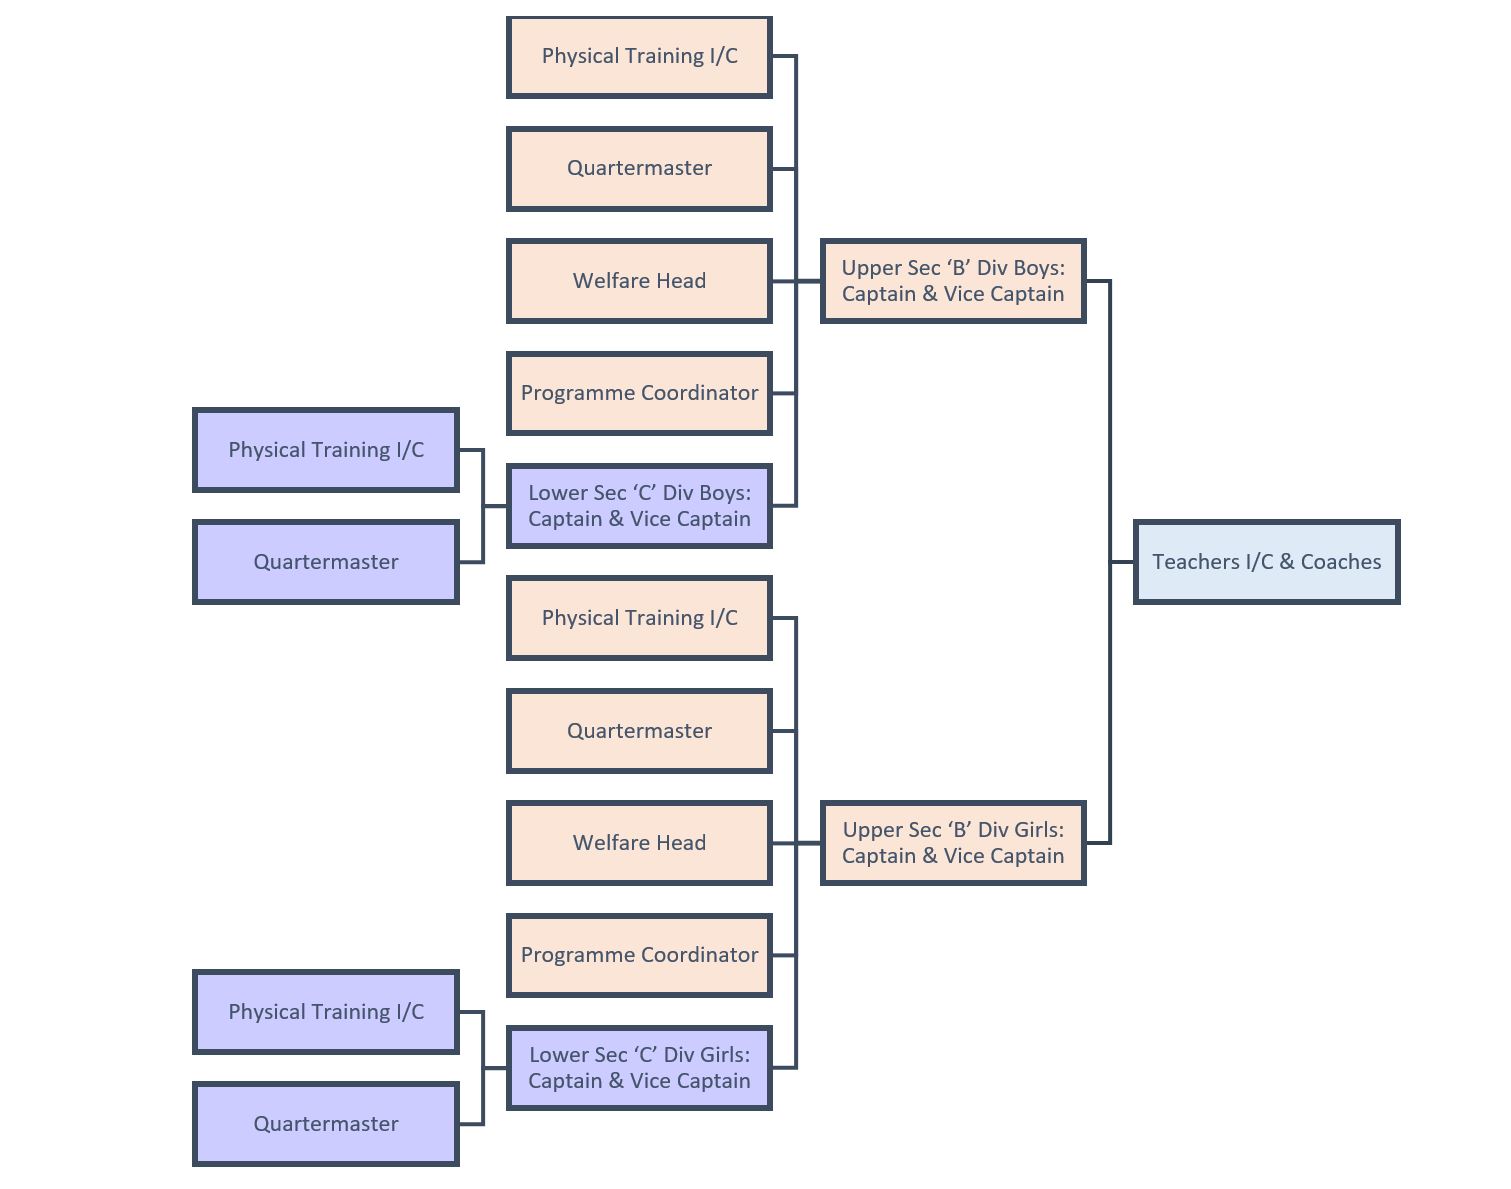 Physical Training I/C
Quartermaster
Welfare Head
Upper Sec ‘B’ Div Boys:
Captain & Vice Captain
Programme Coordinator
Physical Training I/C
Lower Sec ‘C’ Div Boys:
Captain & Vice Captain
Quartermaster
Teachers I/C & Coaches
Physical Training I/C
Quartermaster
Welfare Head
Upper Sec ‘B’ Div Girls:
Captain & Vice Captain
Programme Coordinator
Physical Training I/C
Lower Sec ‘C’ Div Girls:
Captain & Vice Captain
Quartermaster